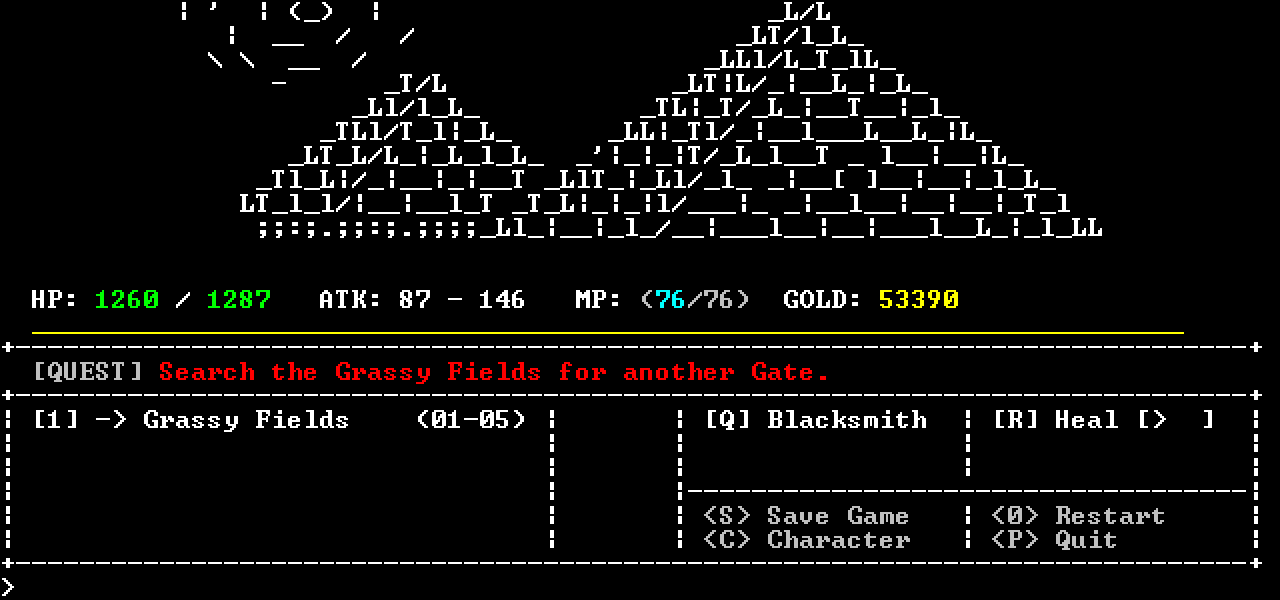 HP: 1260 / 1287   ATK: 87 - 146   MP: (76/76)  GOLD: 53390
[QUEST] Search the Grassy Fields for another Gate.
[1] -> Grassy Fields    (01-05)    [Q] Blacksmith    [R] Heal [>  ]
<S> Save Game    <0> Restart
<C> Character    <P> Quit
>